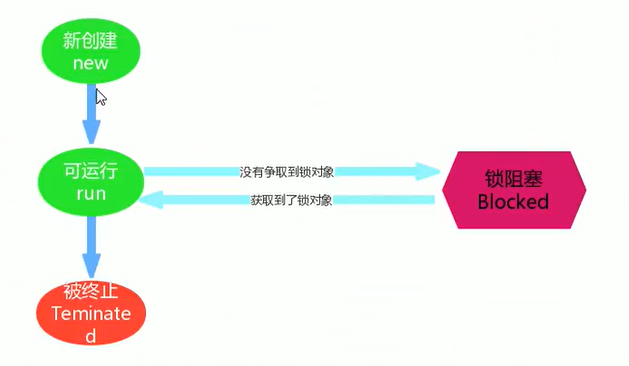 新创建
new
可运行
run
没有争取到锁对象
获取到了锁对象
锁阻塞
Blocked
被终止
Teminate
d